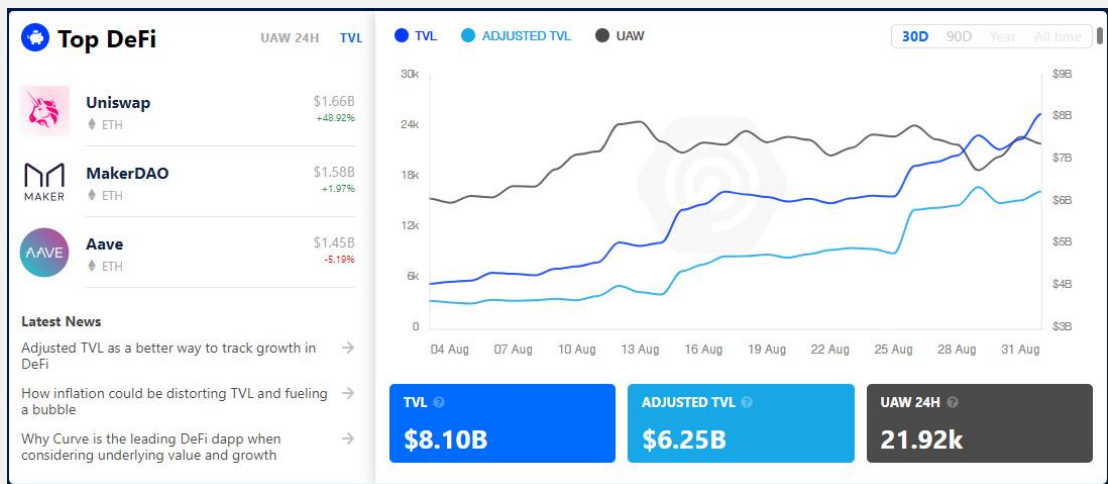 Top DeFi
UAW 24H TVL
Uniswap
ETH
$1.66B
+48.92%
MAKER
MakerDAO
ETH
$1.58B
+1.97%
AAVE
Aave
ETH
$1.45B
-5.19%
Latest News
Adjusted TVL as a better way to track growth in
DeFi
How inflation could be distorting TVL and fueling
a bubble
Why Curve is the leading DeFi dapp when
considering underlying value and growth
TVL ADJUSTED TVL UAW
30D 90D Year All time
30k
24k
18k
12k
6k
0
$9B
$8B
$7B
$6B
$5B
$4B
$3B
04 Aug 07 Aug 10 Aug 13 Aug 16 Aug 19 Aug 22 Aug 25 Aug 28 Aug 31 Aug
TVL ?
$8.10B
ADJUSTED TVL ?
$6.25B
UAW 24H ?
21.92k